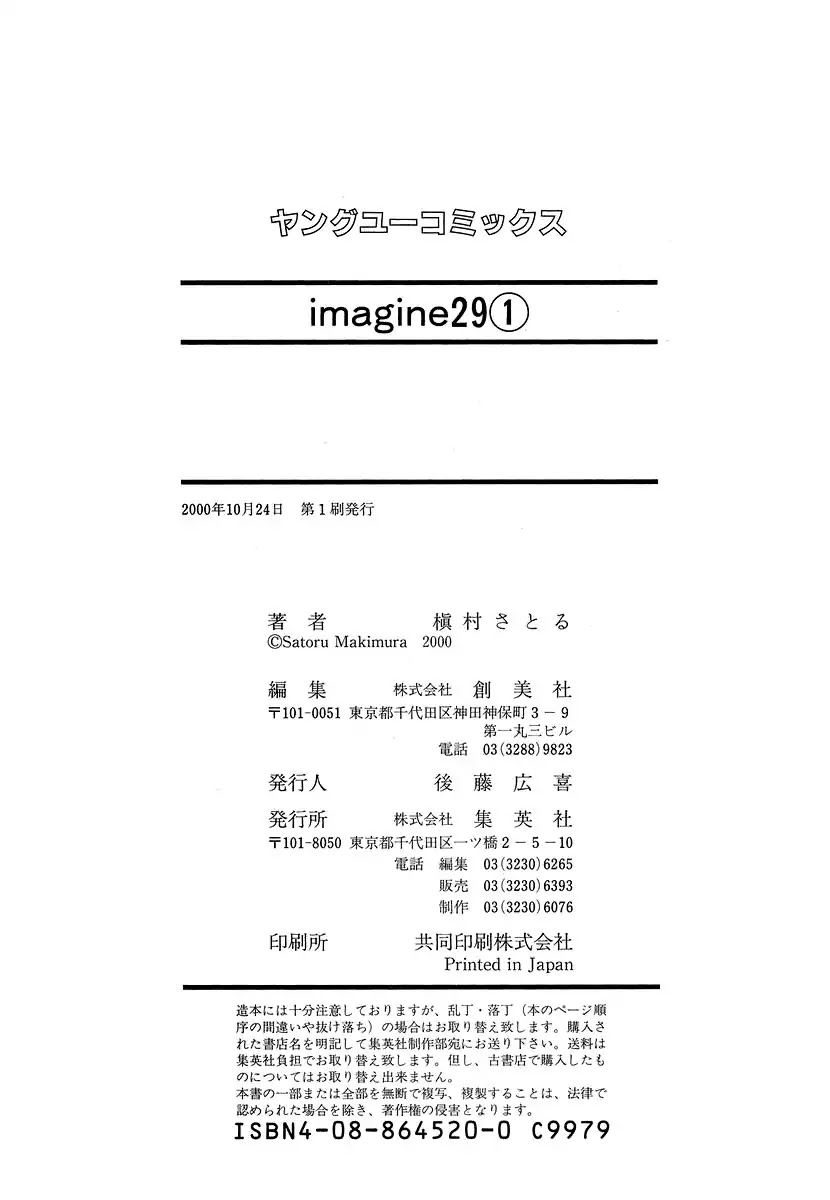 ヤングユーコミックス
imagine29①
2000年10月24日　第1刷発行
著者　槇村さとる
©Satoru Makimura 2000
編集　株式会社 創美社
〒101-0051 東京都千代田区神田神保町3－9
第一丸三ビル
電話 03(3288)9823
発行人　後藤広喜
発行所　株式会社 集英社
〒101-8050 東京都千代田区一ツ橋2－5－10
電話 編集 03(3230)6265
販売 03(3230)6393
制作 03(3230)6076
印刷所　共同印刷株式会社
Printed in Japan
造本には十分注意しておりますが、乱丁・落丁（本のページ順
序の間違いや抜け落ち）の場合はお取り替え致します。購入さ
れた書店名を明記して集英社制作部宛にお送り下さい。送料は
集英社負担でお取り替え致します。但し、古書店で購入したも
のについてはお取り替え出来ません。
本書の一部または全部を無断で複写、複製することは、法律で
認められた場合を除き、著作権の侵害となります。
ISBN4-08-864520-0 C9979